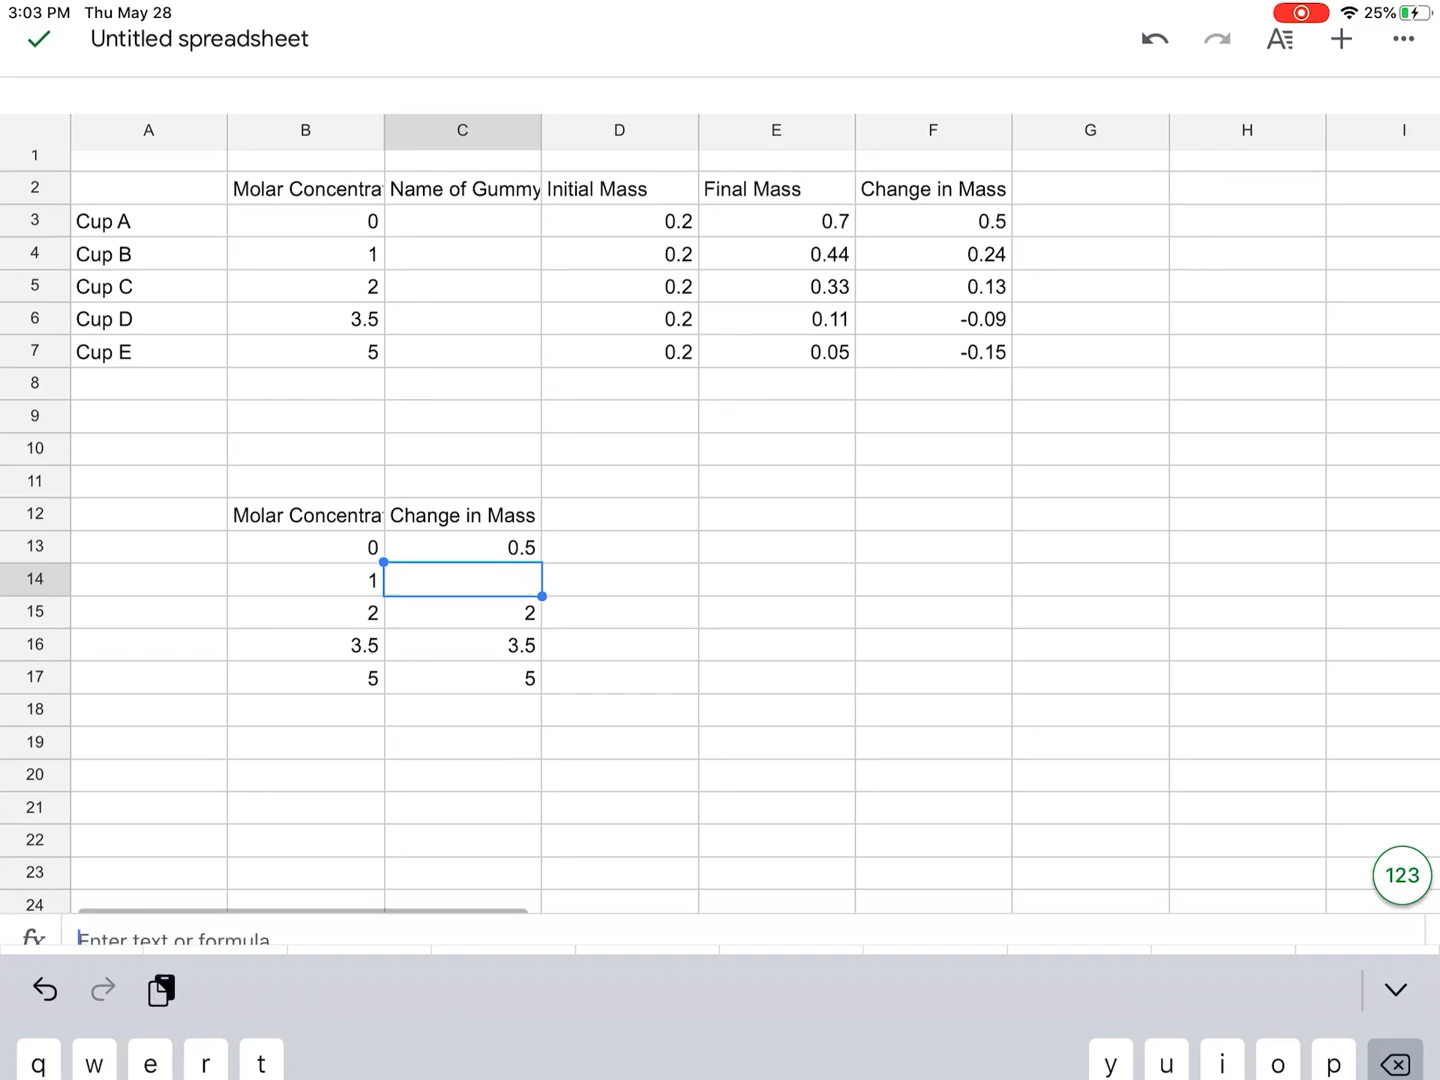 3:03 PM Thu May 28 25%
Untitled spreadsheet
A B C D E F G H I
1
2 Molar Concentra Name of Gummy Initial Mass Final Mass Change in Mass
3 Cup A 0 0.2 0.7 0.5
4 Cup B 1 0.2 0.44 0.24
5 Cup C 2 0.2 0.33 0.13
6 Cup D 3.5 0.2 0.11 -0.09
7 Cup E 5 0.2 0.05 -0.15
8
9
10
11
12 Molar Concentra Change in Mass
13 0 0.5
14 1
15 2 2
16 3.5 3.5
17 5 5
18
19
20
21
22
23
123
24
fx Enter text or formula
q w e r t y u i o p